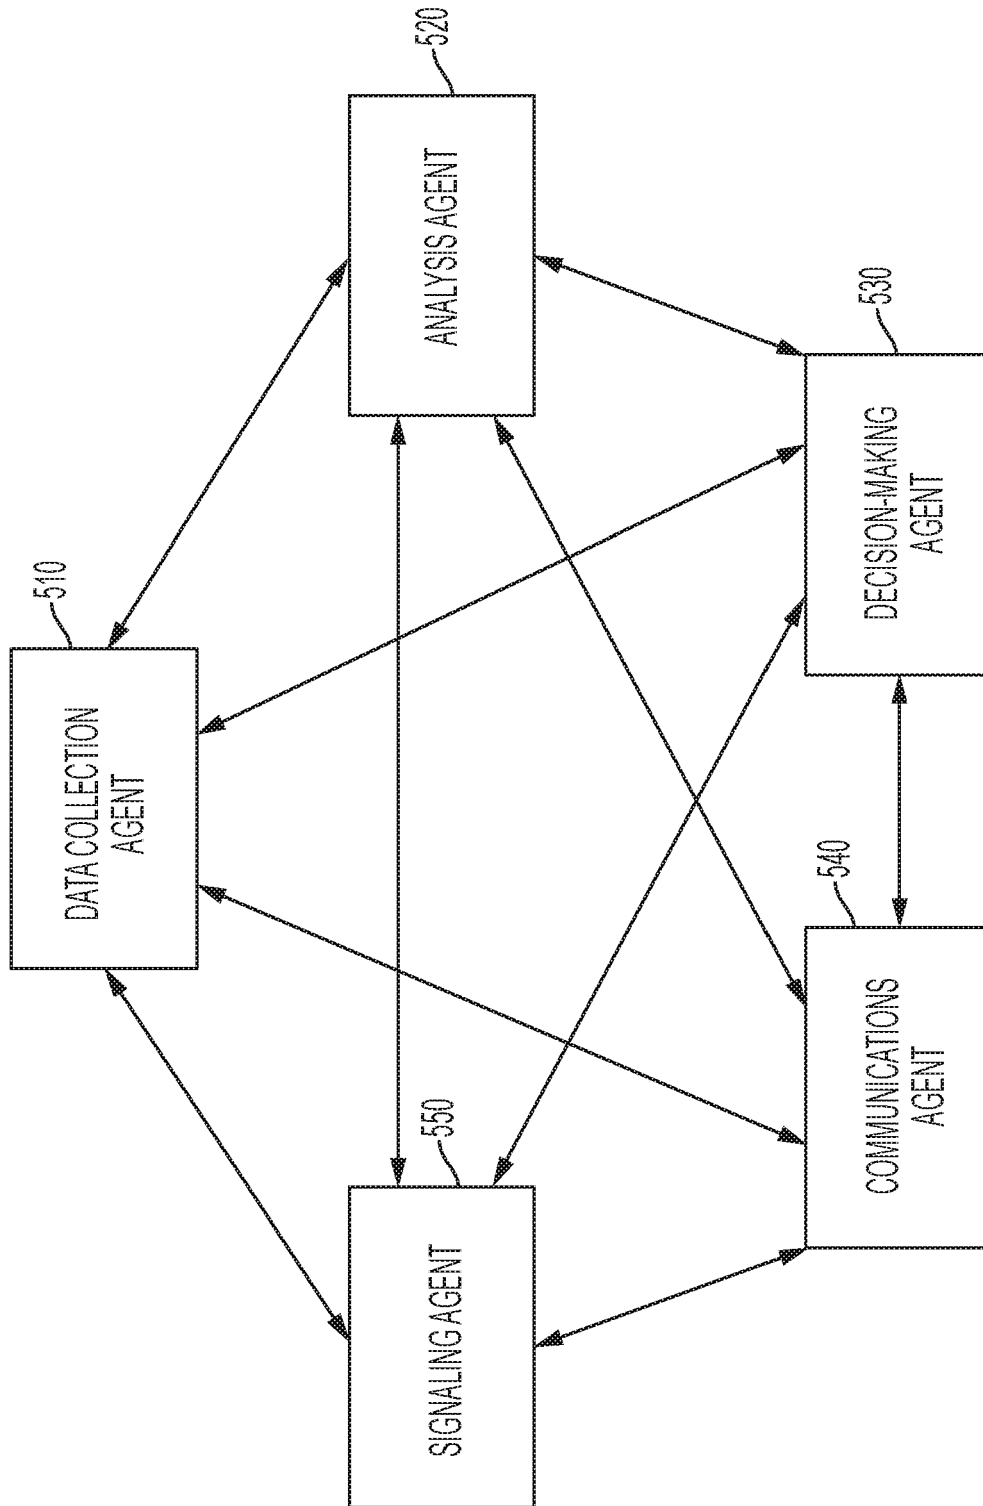 510
DATA COLLECTION
AGENT
520
ANALYSIS AGENT
530
DECISION-MAKING
AGENT
540
COMMUNICATIONS
AGENT
550
SIGNALING AGENT